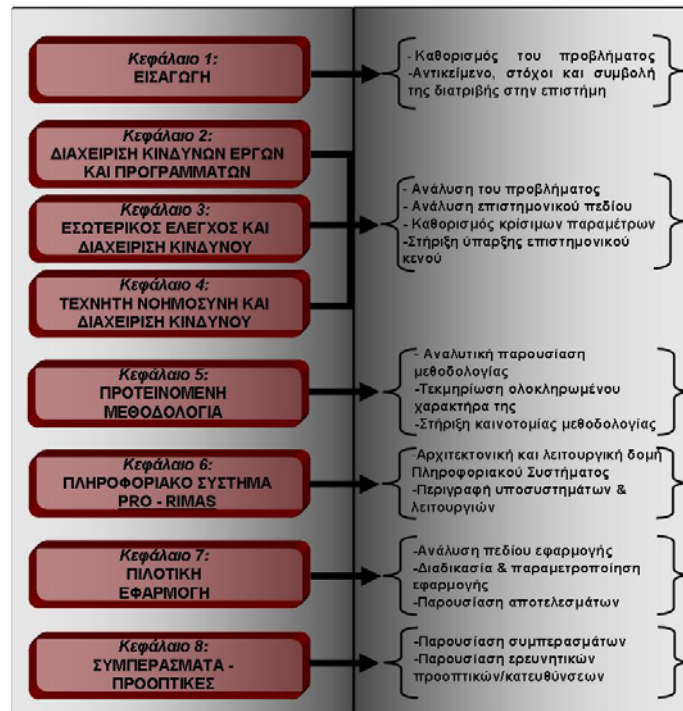 Κεφάλαιο 1:
ΕΙΣΑΓΩΓΗ
- Καθορισμός του προβλήματος
-Αντικείμενο, στόχοι και συμβολή
της διατριβής στην επιστήμη
Κεφάλαιο 2:
ΔΙΑΧΕΙΡΙΣΗ ΚΙΝΔΥΝΩΝ ΕΡΓΩΝ
ΚΑΙ ΠΡΟΓΡΑΜΜΑΤΩΝ
Κεφάλαιο 3:
ΕΣΩΤΕΡΙΚΟΣ ΕΛΕΓΧΟΣ ΚΑΙ
ΔΙΑΧΕΙΡΙΣΗ ΚΙΝΔΥΝΟΥ
Κεφάλαιο 4:
ΤΕΧΝΗΤΗ ΝΟΗΜΟΣΥΝΗ ΚΑΙ
ΔΙΑΧΕΙΡΙΣΗ ΚΙΝΔΥΝΟΥ
- Ανάλυση του προβλήματος
- Ανάλυση επιστημονικού πεδίου
- Καθορισμός κρίσιμων παραμέτρων
-Στήριξη ύπαρξης επιστημονικού
κενού
Κεφάλαιο 5:
ΠΡΟΤΕΙΝΟΜΕΝΗ
ΜΕΘΟΔΟΛΟΓΙΑ
- Αναλυτική παρουσίαση
μεθοδολογίας
-Τεκμηρίωση ολοκληρωμένου
χαρακτήρα της
-Στήριξη καινοτομίας μεθοδολογίας
Κεφάλαιο 6:
ΠΛΗΡΟΦΟΡΙΑΚΟ ΣΥΣΤΗΜΑ
PRO - RIMAS
-Αρχιτεκτονική και λειτουργική δομή
Πληροφοριακού Συστήματος
-Περιγραφή υποσυστημάτων &
λειτουργιών
Κεφάλαιο 7:
ΠΙΛΟΤΙΚΗ
ΕΦΑΡΜΟΓΗ
-Ανάλυση πεδίου εφαρμογής
-Διαδικασία & παραμετροποίηση
εφαρμογής
-Παρουσίαση αποτελεσμάτων
Κεφάλαιο 8:
ΣΥΜΠΕΡΑΣΜΑΤΑ -
ΠΡΟΟΠΤΙΚΕΣ
-Παρουσίαση συμπερασμάτων
-Παρουσίαση ερευνητικών
προοπτικών/κατευθύνσεων